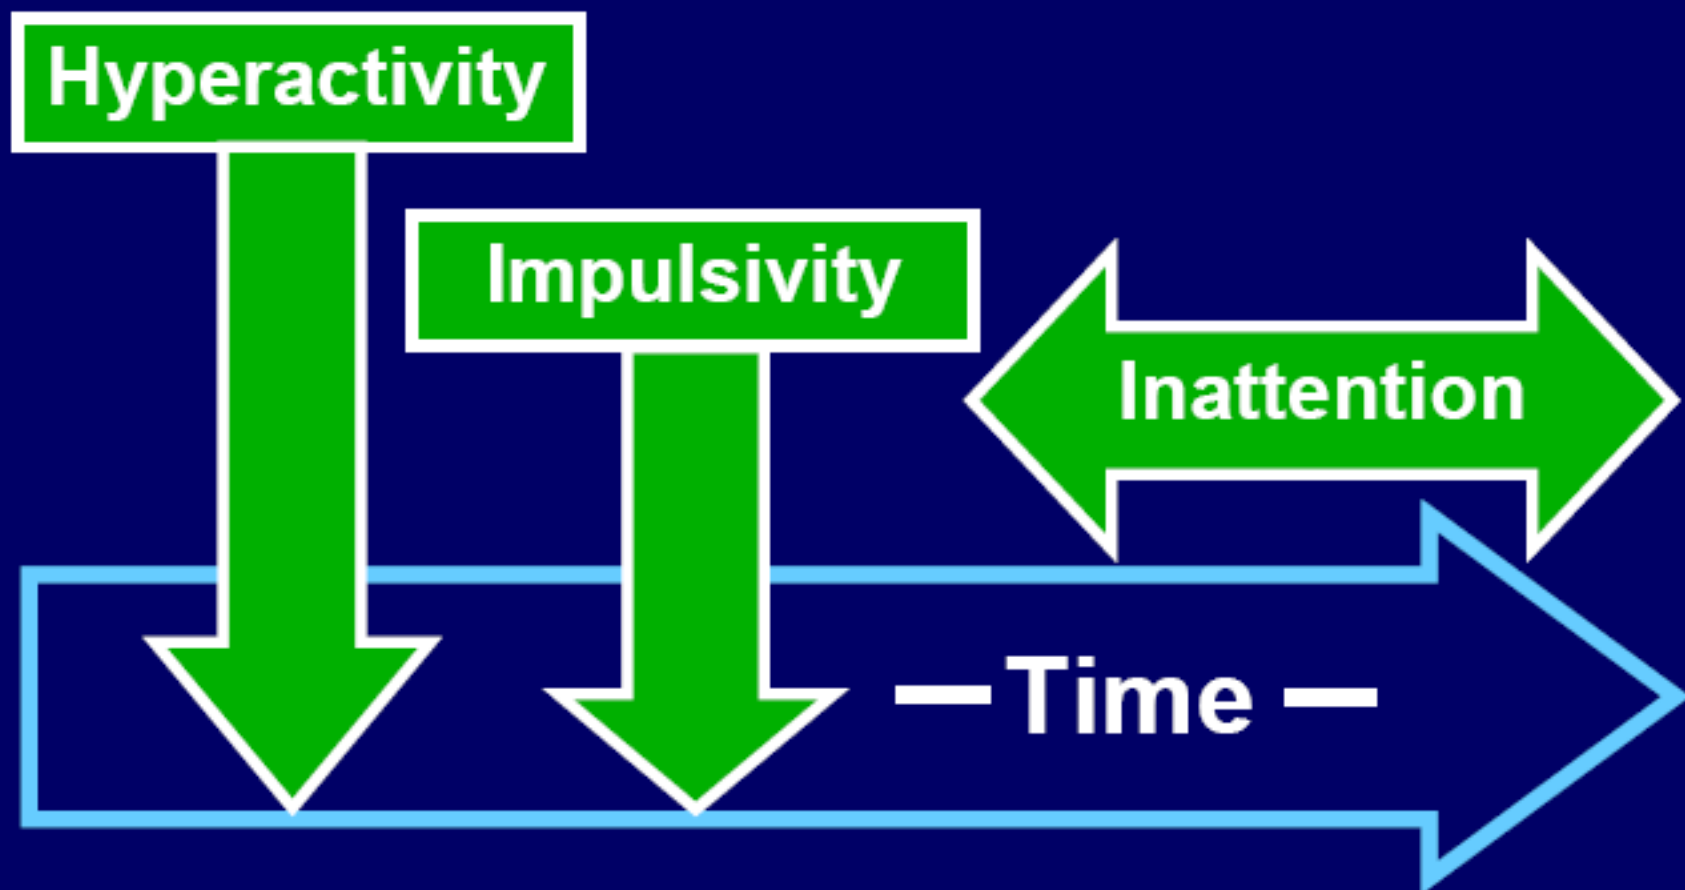 Hyperactivity
Impulsivity
Inattention
– Time –